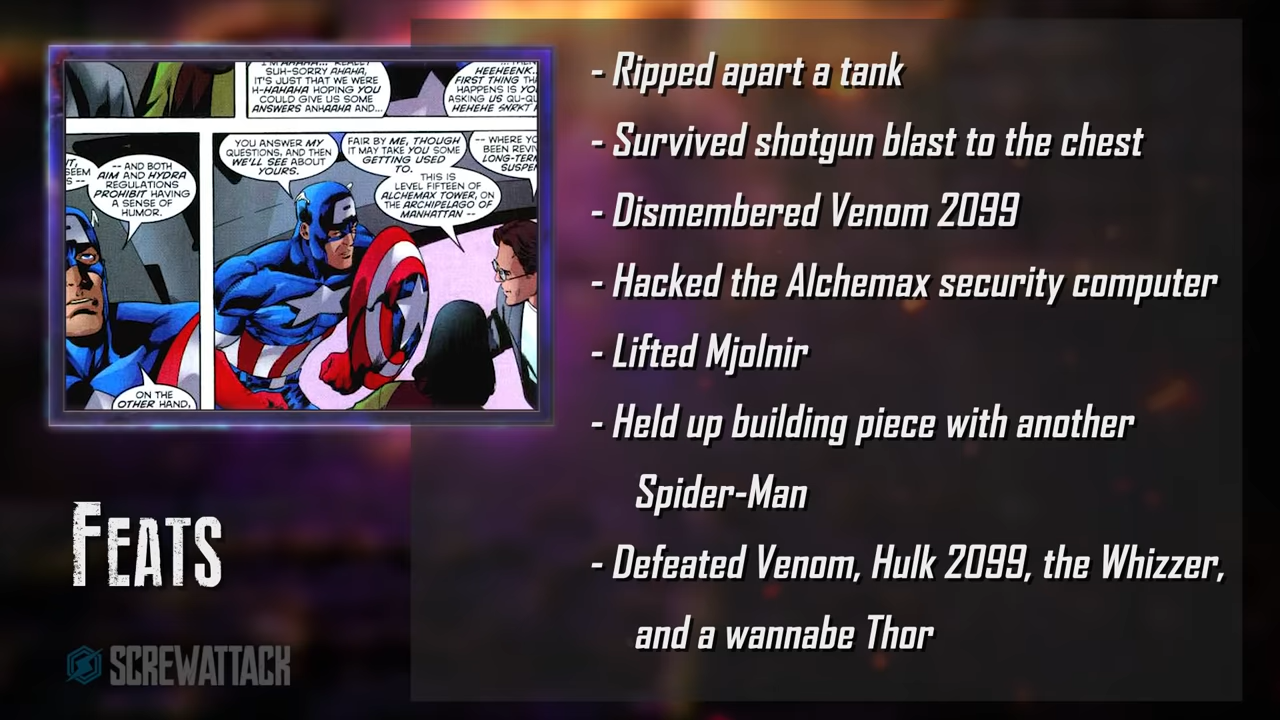 I'M AHAHA... REALLY
SUH-SORRY AHAHA,
IT'S JUST THAT WE WERE
H-HAHAHA HOPING YOU
COULD GIVE US SOME
ANSWERS ANHAAHA AND...
HEEHEENK..
FIRST THING
HAPPENS IS
ASKING US QU-QU
HEHEHE SNRKT
-- AND BOTH
AIM AND HYDRA
REGULATIONS
PROHIBIT HAVING
A SENSE OF
HUMOR.
ON THE
OTHER HAND,
YOU ANSWER MY
QUESTIONS, AND THEN
WE'LL SEE ABOUT
YOURS.
FAIR BY ME, THOUGH
IT MAY TAKE YOU SOME
GETTING USED
TO.
THIS IS
LEVEL FIFTEEN OF
ALCHEMAX TOWER, ON
THE ARCHIPELAGO OF
MANHATTAN --
-- WHERE
BEEN
LONG-TERM
Feats
SCREWATTACK
- Ripped apart a tank
- Survived shotgun blast to the chest
- Dismembered Venom 2099
- Hacked the Alchemax security computer
- Lifted Mjolnir
- Held up building piece with another
Spider-Man
- Defeated Venom, Hulk 2099, the Whizzer,
and a wannabe Thor